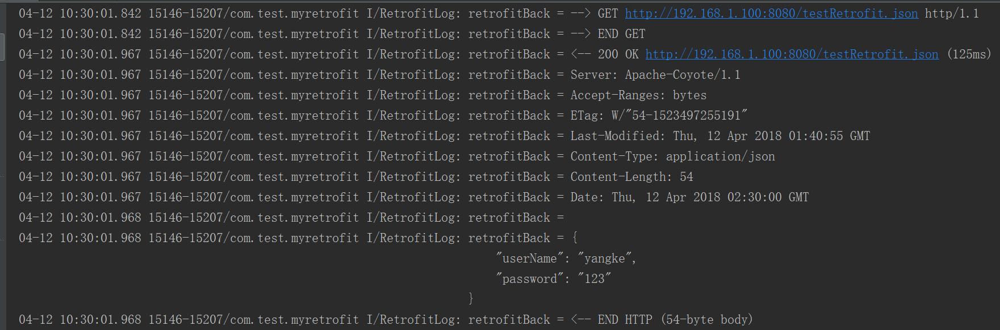 04-12 10:30:01.842 15146-15207/com.test.myretrofit I/RetrofitLog: retrofitBack = --> GET http://192.168.1.100:8080/testRetrofit.json http/1.1
04-12 10:30:01.842 15146-15207/com.test.myretrofit I/RetrofitLog: retrofitBack = --> END GET
04-12 10:30:01.967 15146-15207/com.test.myretrofit I/RetrofitLog: retrofitBack = <-- 200 OK http://192.168.1.100:8080/testRetrofit.json (125ms)
04-12 10:30:01.967 15146-15207/com.test.myretrofit I/RetrofitLog: retrofitBack = Server: Apache-Coyote/1.1
04-12 10:30:01.967 15146-15207/com.test.myretrofit I/RetrofitLog: retrofitBack = Accept-Ranges: bytes
04-12 10:30:01.967 15146-15207/com.test.myretrofit I/RetrofitLog: retrofitBack = ETag: W/"54-1523497255191"
04-12 10:30:01.967 15146-15207/com.test.myretrofit I/RetrofitLog: retrofitBack = Last-Modified: Thu, 12 Apr 2018 01:40:55 GMT
04-12 10:30:01.967 15146-15207/com.test.myretrofit I/RetrofitLog: retrofitBack = Content-Type: application/json
04-12 10:30:01.967 15146-15207/com.test.myretrofit I/RetrofitLog: retrofitBack = Content-Length: 54
04-12 10:30:01.967 15146-15207/com.test.myretrofit I/RetrofitLog: retrofitBack = Date: Thu, 12 Apr 2018 02:30:00 GMT
04-12 10:30:01.968 15146-15207/com.test.myretrofit I/RetrofitLog: retrofitBack =
04-12 10:30:01.968 15146-15207/com.test.myretrofit I/RetrofitLog: retrofitBack = {
"userName": "yangke",
"password": "123"
}
04-12 10:30:01.968 15146-15207/com.test.myretrofit I/RetrofitLog: retrofitBack = <-- END HTTP (54-byte body)